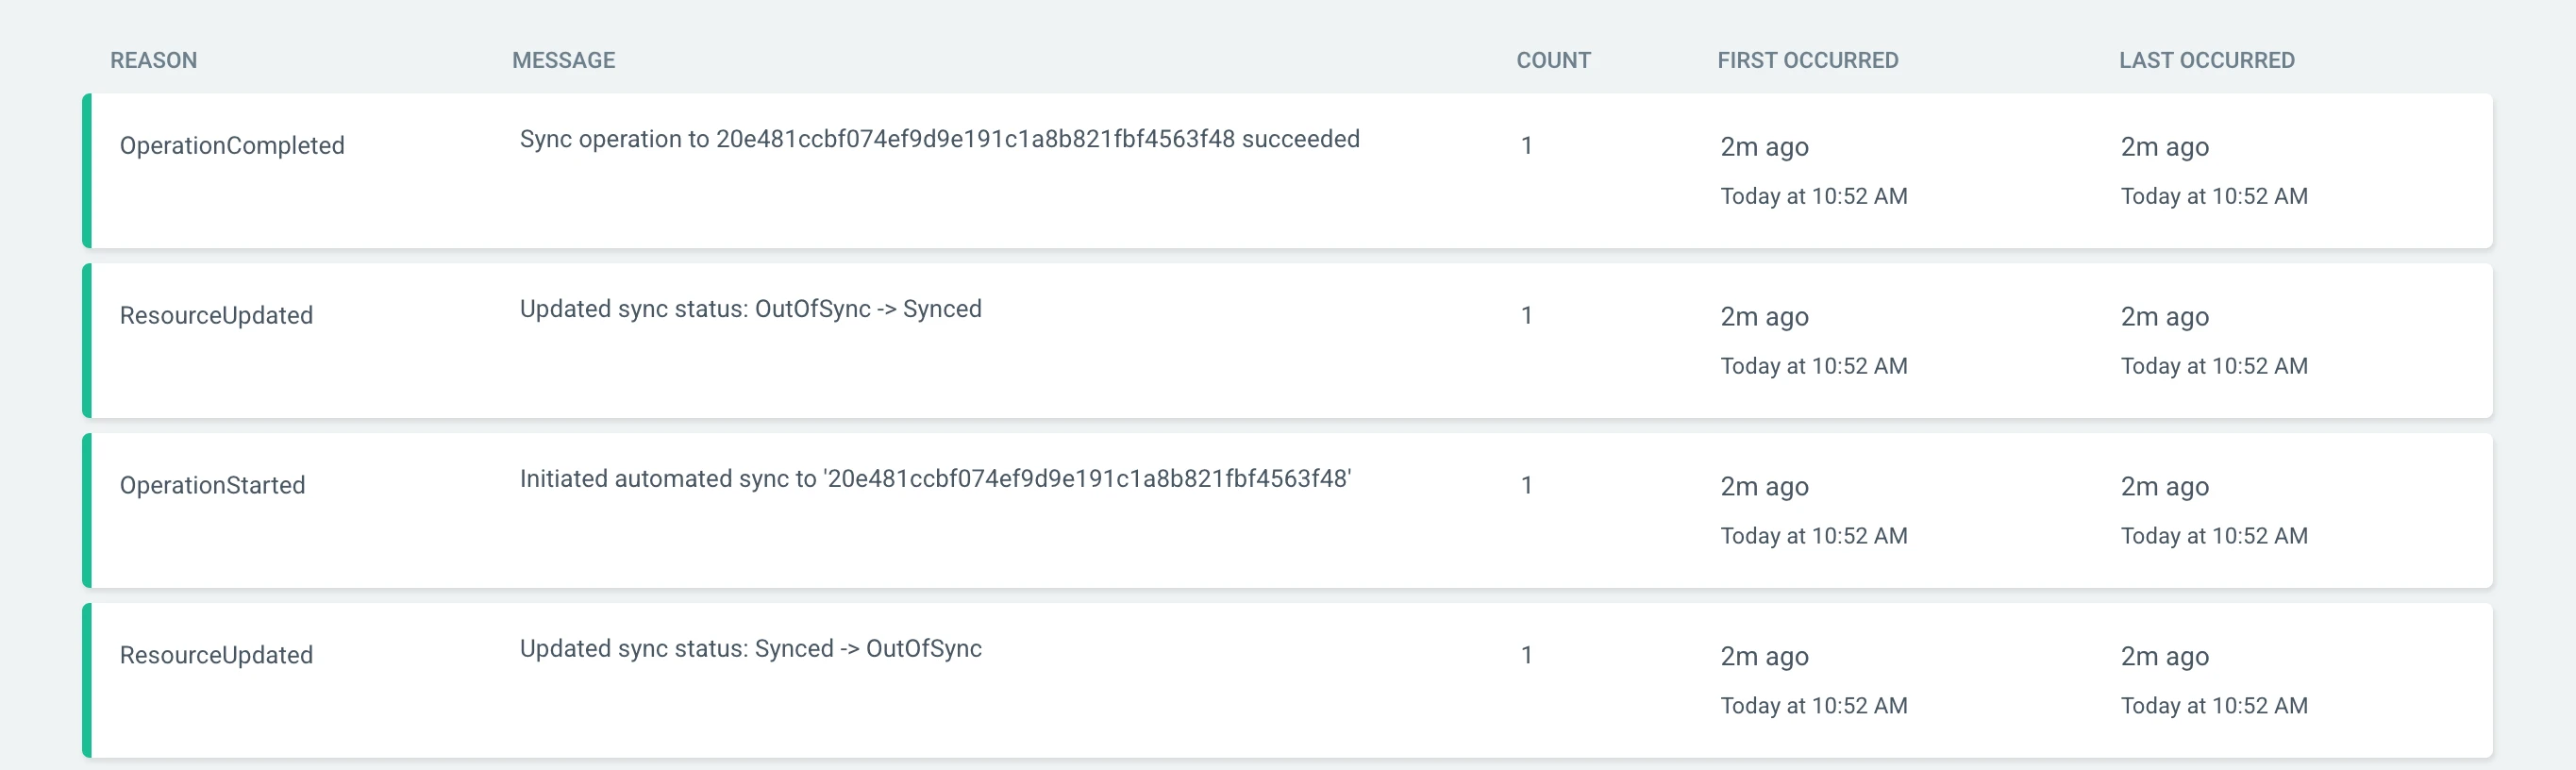 REASON MESSAGE COUNT FIRST OCCURRED LAST OCCURRED
OperationCompleted Sync operation to 20e481ccbf074ef9d9e191c1a8b821fbf4563f48 succeeded 1 2m ago 2m ago
Today at 10:52 AM Today at 10:52 AM
ResourceUpdated Updated sync status: OutOfSync -> Synced 1 2m ago 2m ago
Today at 10:52 AM Today at 10:52 AM
OperationStarted Initiated automated sync to '20e481ccbf074ef9d9e191c1a8b821fbf4563f48' 1 2m ago 2m ago
Today at 10:52 AM Today at 10:52 AM
ResourceUpdated Updated sync status: Synced -> OutOfSync 1 2m ago 2m ago
Today at 10:52 AM Today at 10:52 AM